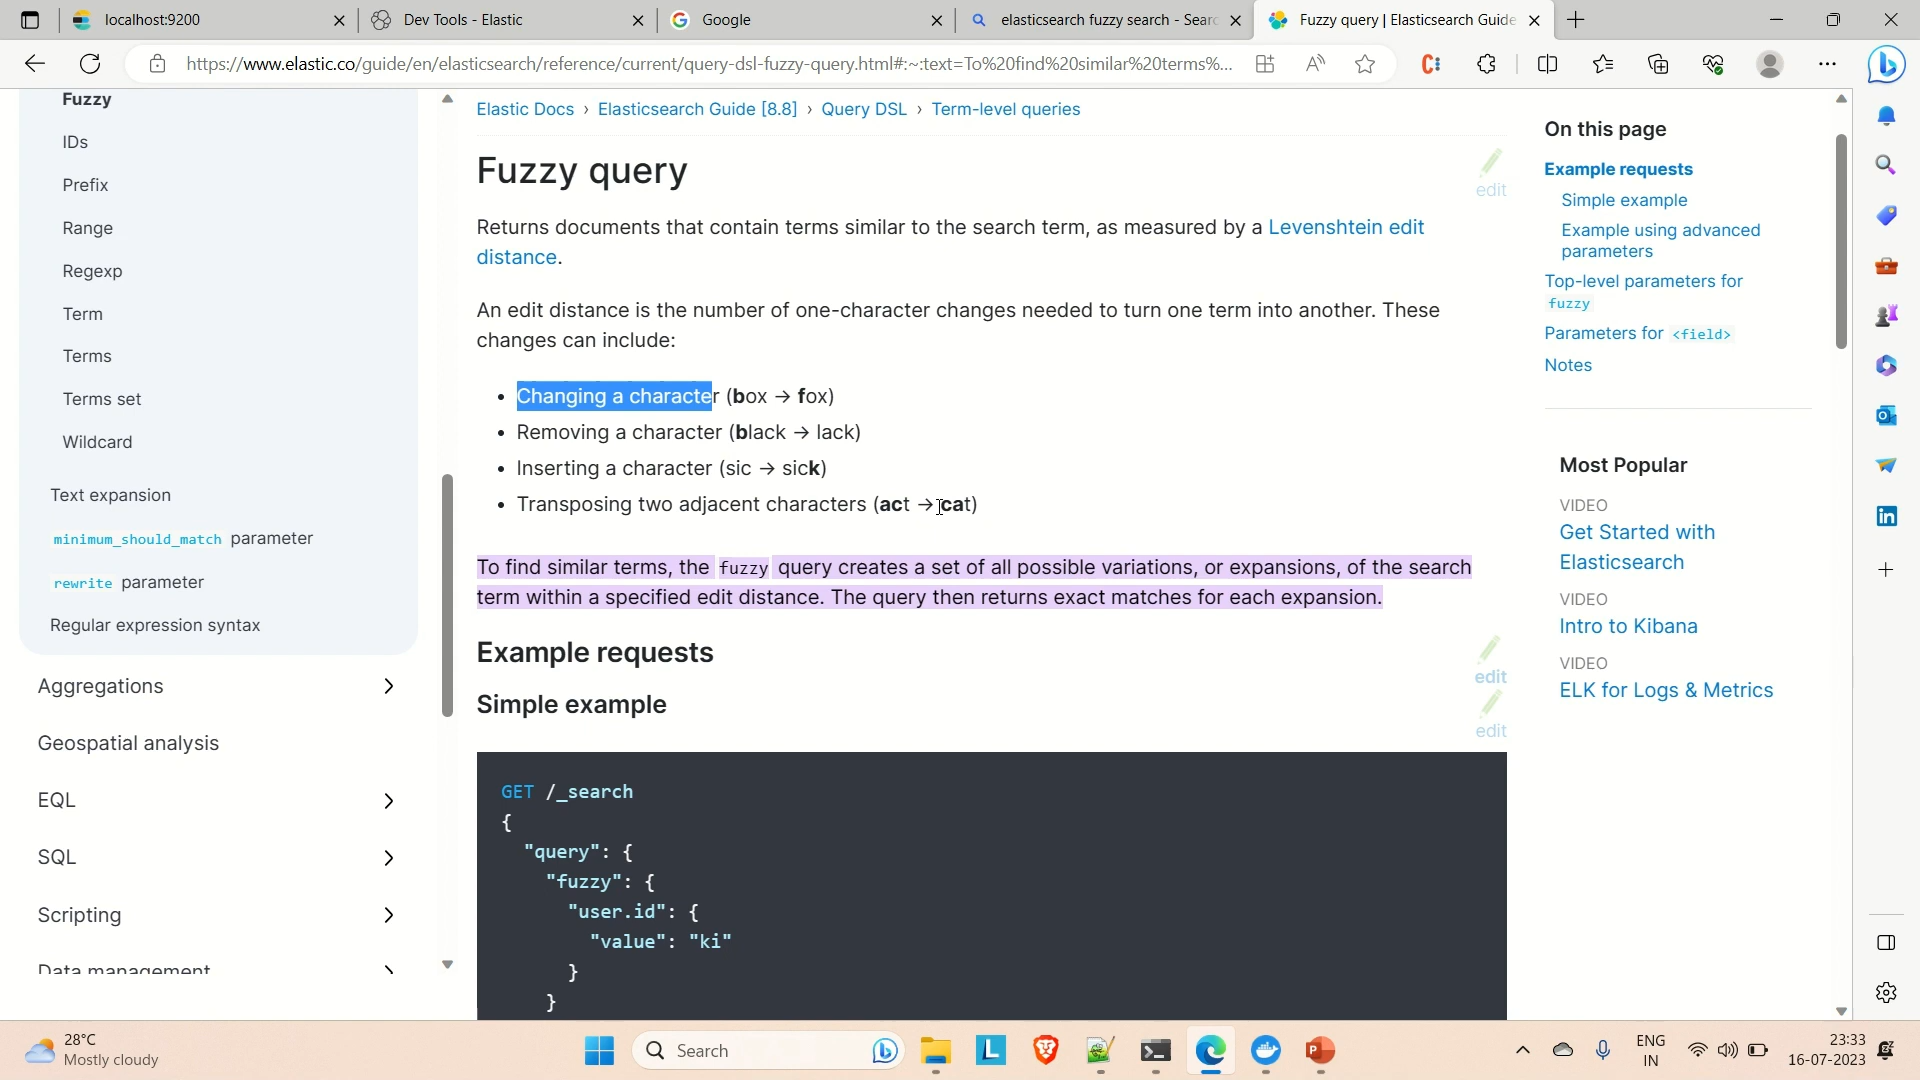 localhost:9200
Dev Tools - Elastic
Google
elasticsearch fuzzy search - Searc
Fuzzy query | Elasticsearch Guide
https://www.elastic.co/guide/en/elasticsearch/reference/current/query-dsl-fuzzy-query.html#:~:text=To%20find%20similar%20terms%...
Fuzzy
IDs
Prefix
Range
Regexp
Term
Terms
Terms set
Wildcard
Text expansion
minimum_should_match parameter
rewrite parameter
Regular expression syntax
Aggregations
Geospatial analysis
EQL
SQL
Scripting
Data management
Elastic Docs › Elasticsearch Guide [8.8] › Query DSL › Term-level queries
Fuzzy query
edit
Returns documents that contain terms similar to the search term, as measured by a Levenshtein edit
distance.
An edit distance is the number of one-character changes needed to turn one term into another. These
changes can include:
• Changing a character (box → fox)
• Removing a character (black → lack)
• Inserting a character (sic → sick)
• Transposing two adjacent characters (act → cat)
To find similar terms, the fuzzy query creates a set of all possible variations, or expansions, of the search
term within a specified edit distance. The query then returns exact matches for each expansion.
Example requests
edit
Simple example
edit
GET /_search
{
"query": {
"fuzzy": {
"user.id": {
"value": "ki"
}
}
On this page
Example requests
Simple example
Example using advanced
parameters
Top-level parameters for
fuzzy
Parameters for <field>
Notes
Most Popular
VIDEO
Get Started with
Elasticsearch
VIDEO
Intro to Kibana
VIDEO
ELK for Logs & Metrics
28°C
Mostly cloudy
Search
L
ENG
IN
23:33
16-07-2023